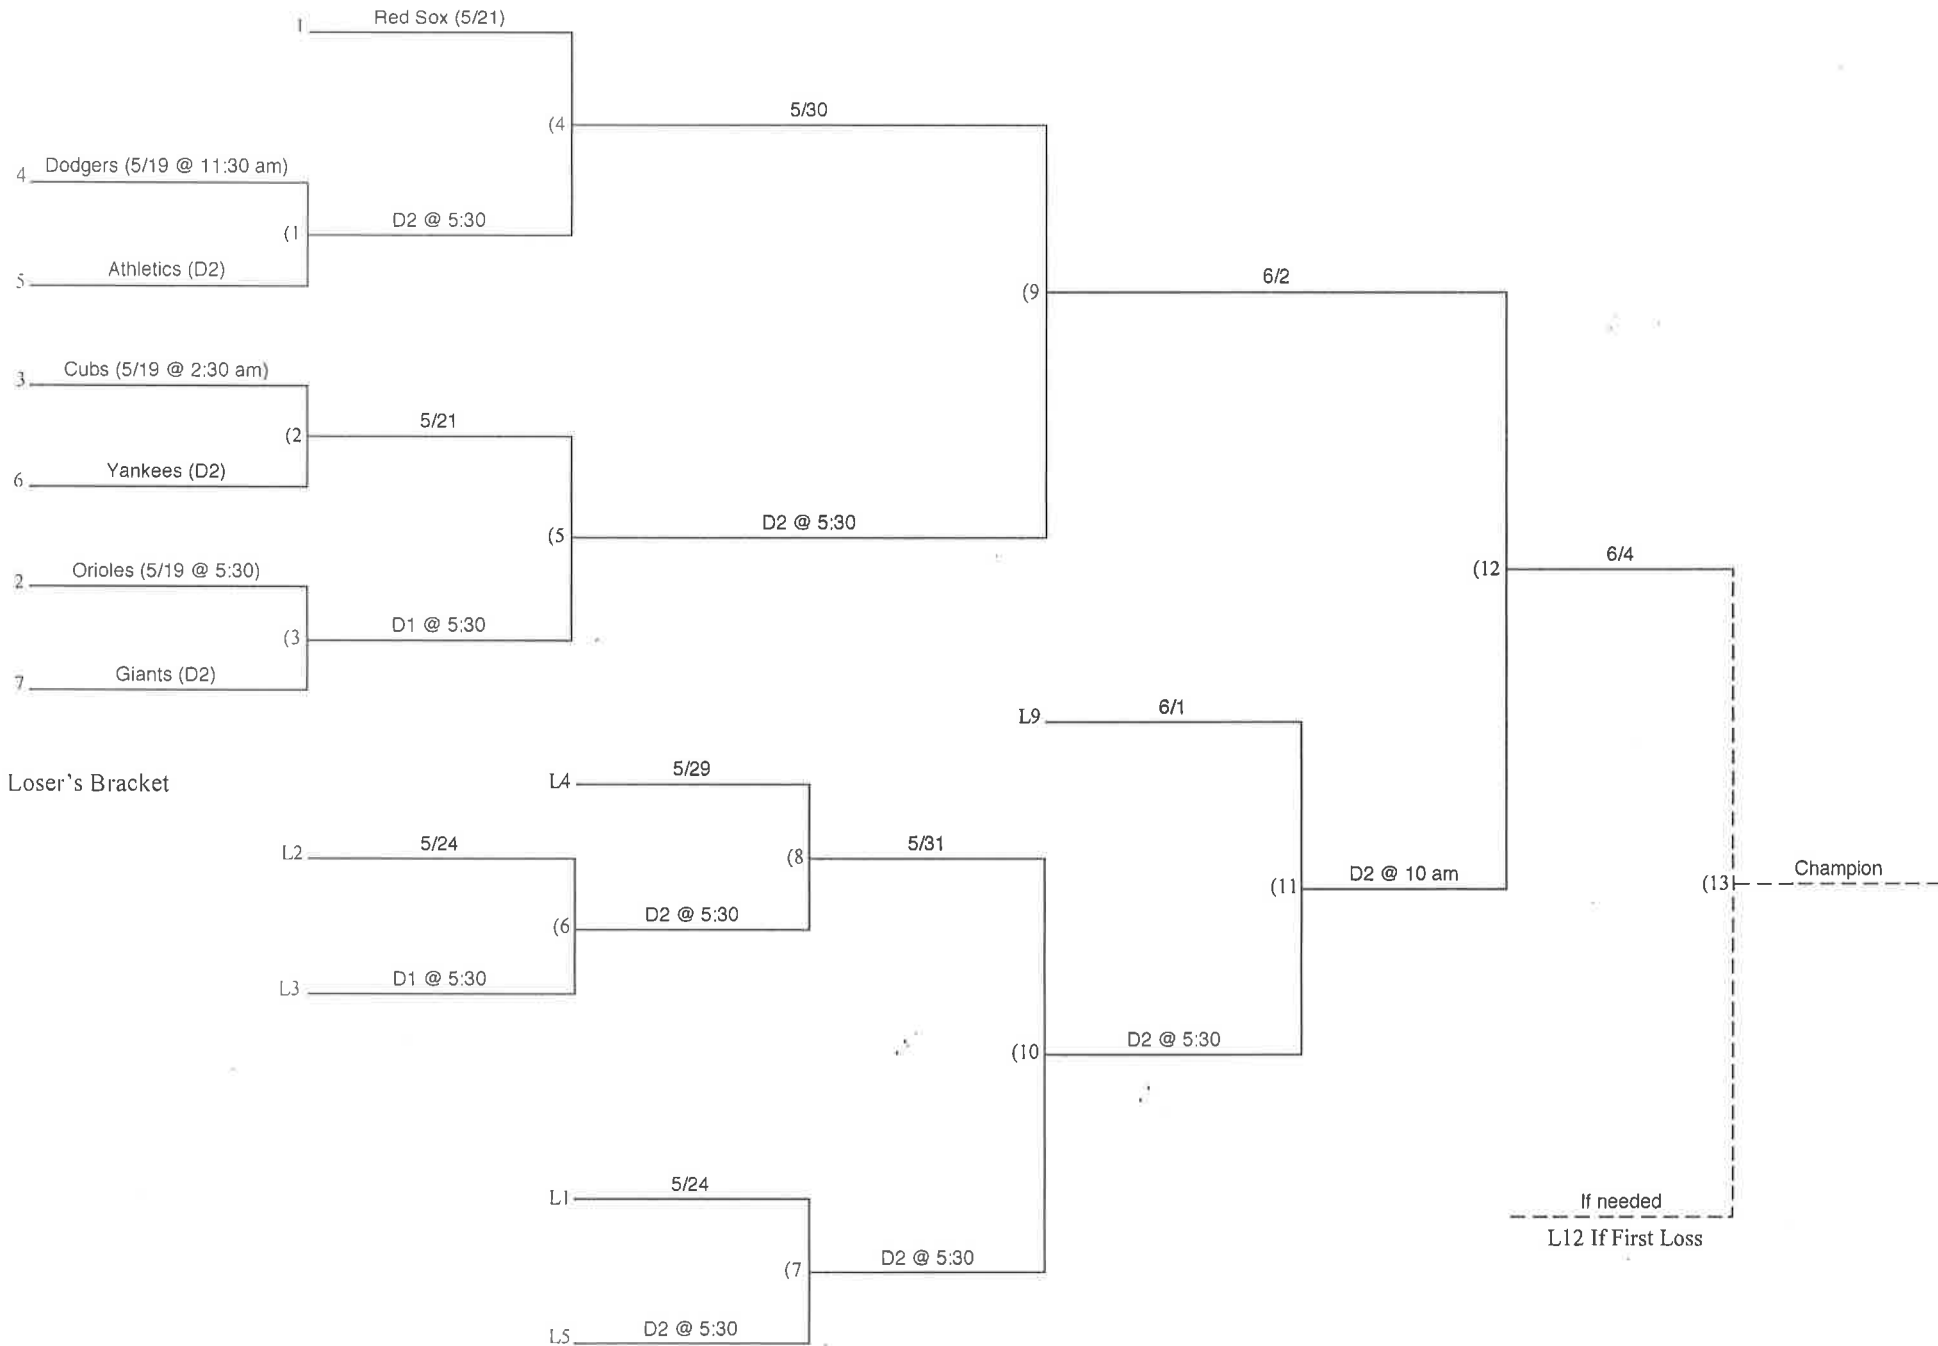 1 Red Sox (5/21)
(4 5/30
4 Dodgers (5/19 @ 11:30 am)
(1 D2 @ 5:30
5 Athletics (D2)
(9 6/2
3 Cubs (5/19 @ 2:30 am)
(2 5/21
6 Yankees (D2)
(5 D2 @ 5:30
(12 6/4
2 Orioles (5/19 @ 5:30)
(3 D1 @ 5:30
7 Giants (D2)
L9 6/1
Loser's Bracket
L4 5/29
L2 5/24
(8 5/31
(11 D2 @ 10 am
(13 Champion
(6 D2 @ 5:30
L3 D1 @ 5:30
(10 D2 @ 5:30
L1 5/24
If needed
L12 If First Loss
(7 D2 @ 5:30
L5 D2 @ 5:30